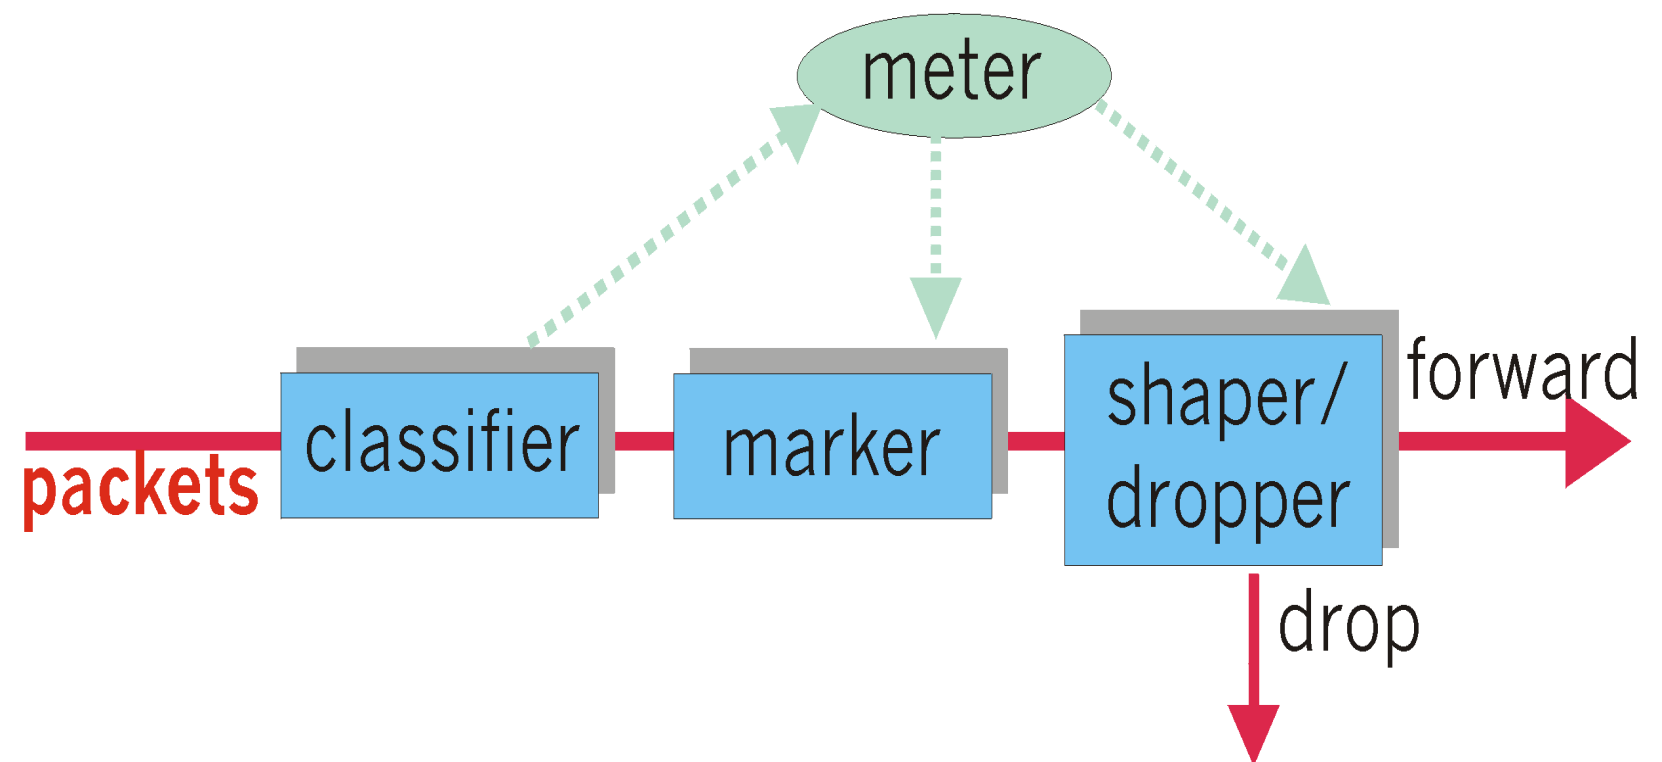 meter
packets
classifier
marker
shaper/
dropper
forward
drop